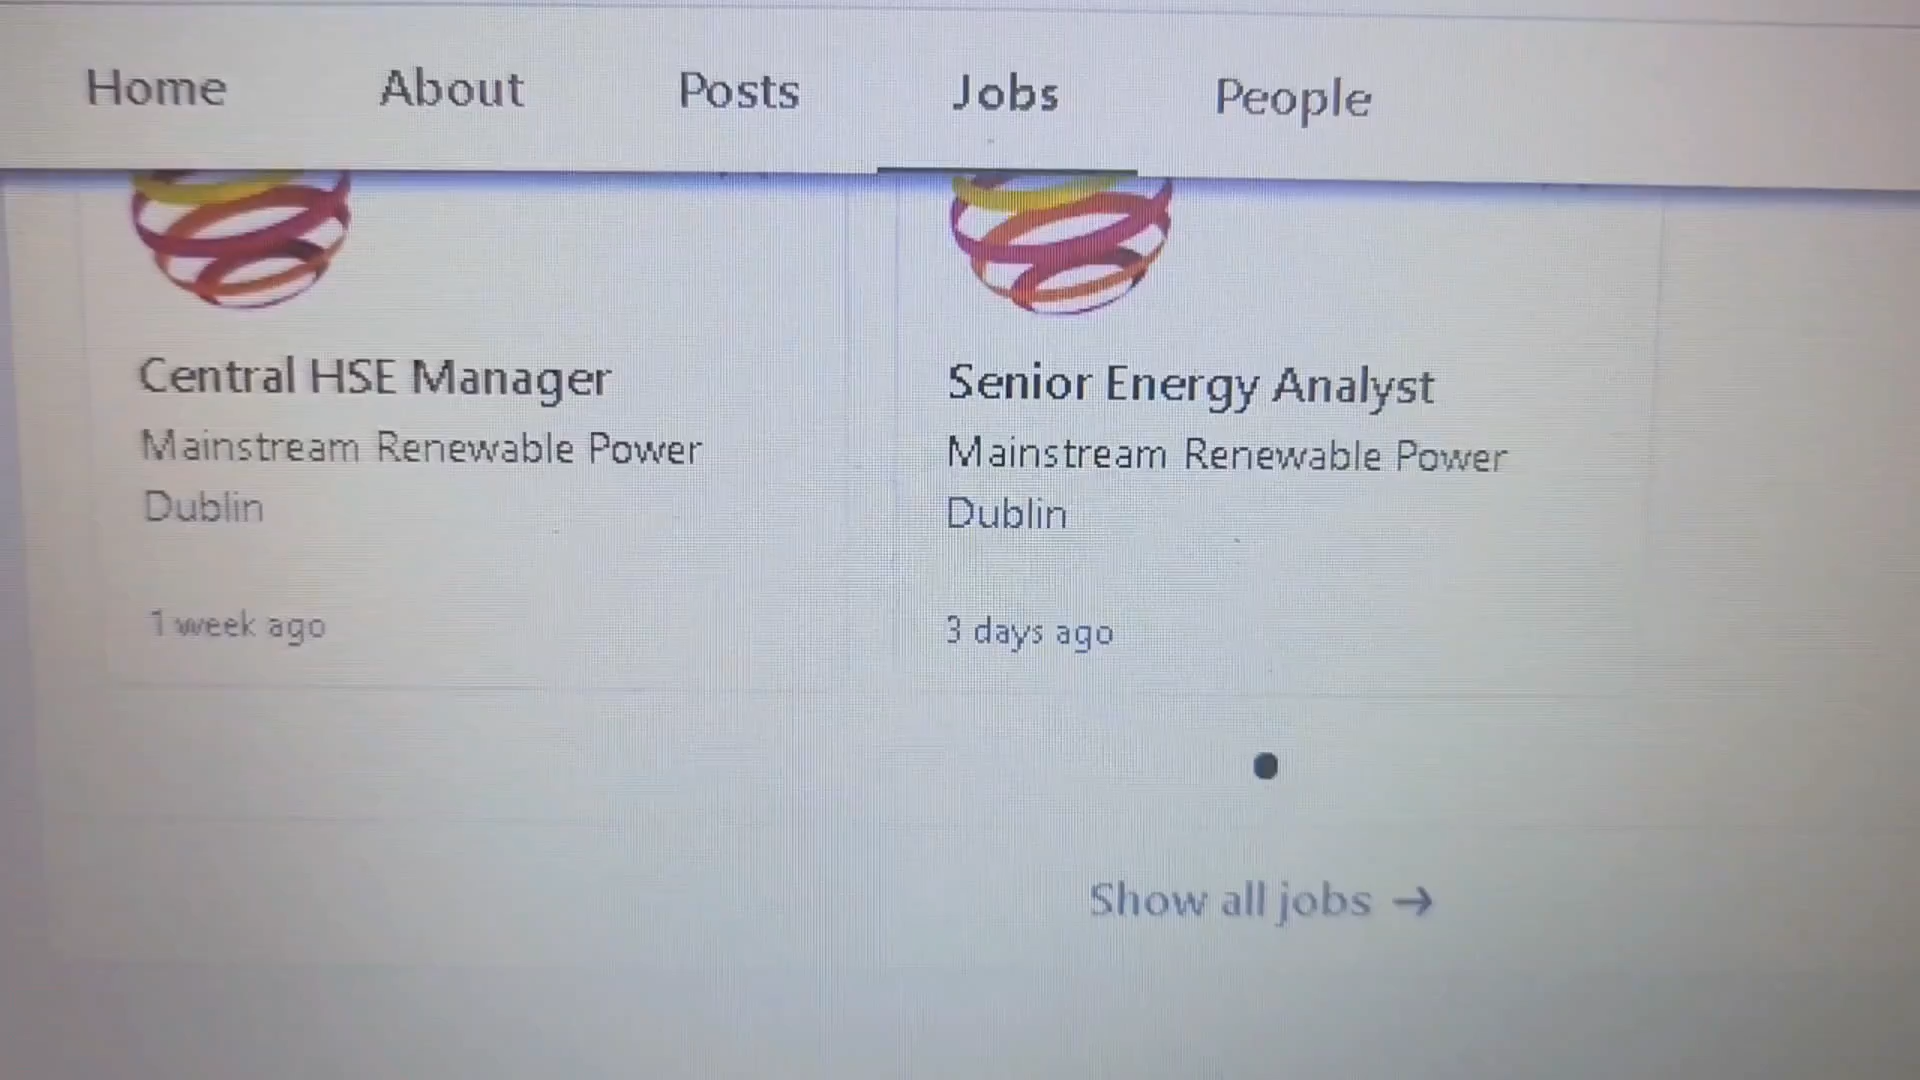 Home About Posts Jobs People
Central HSE Manager
Mainstream Renewable Power
Dublin
1 week ago
Senior Energy Analyst
Mainstream Renewable Power
Dublin
3 days ago
Show all jobs →